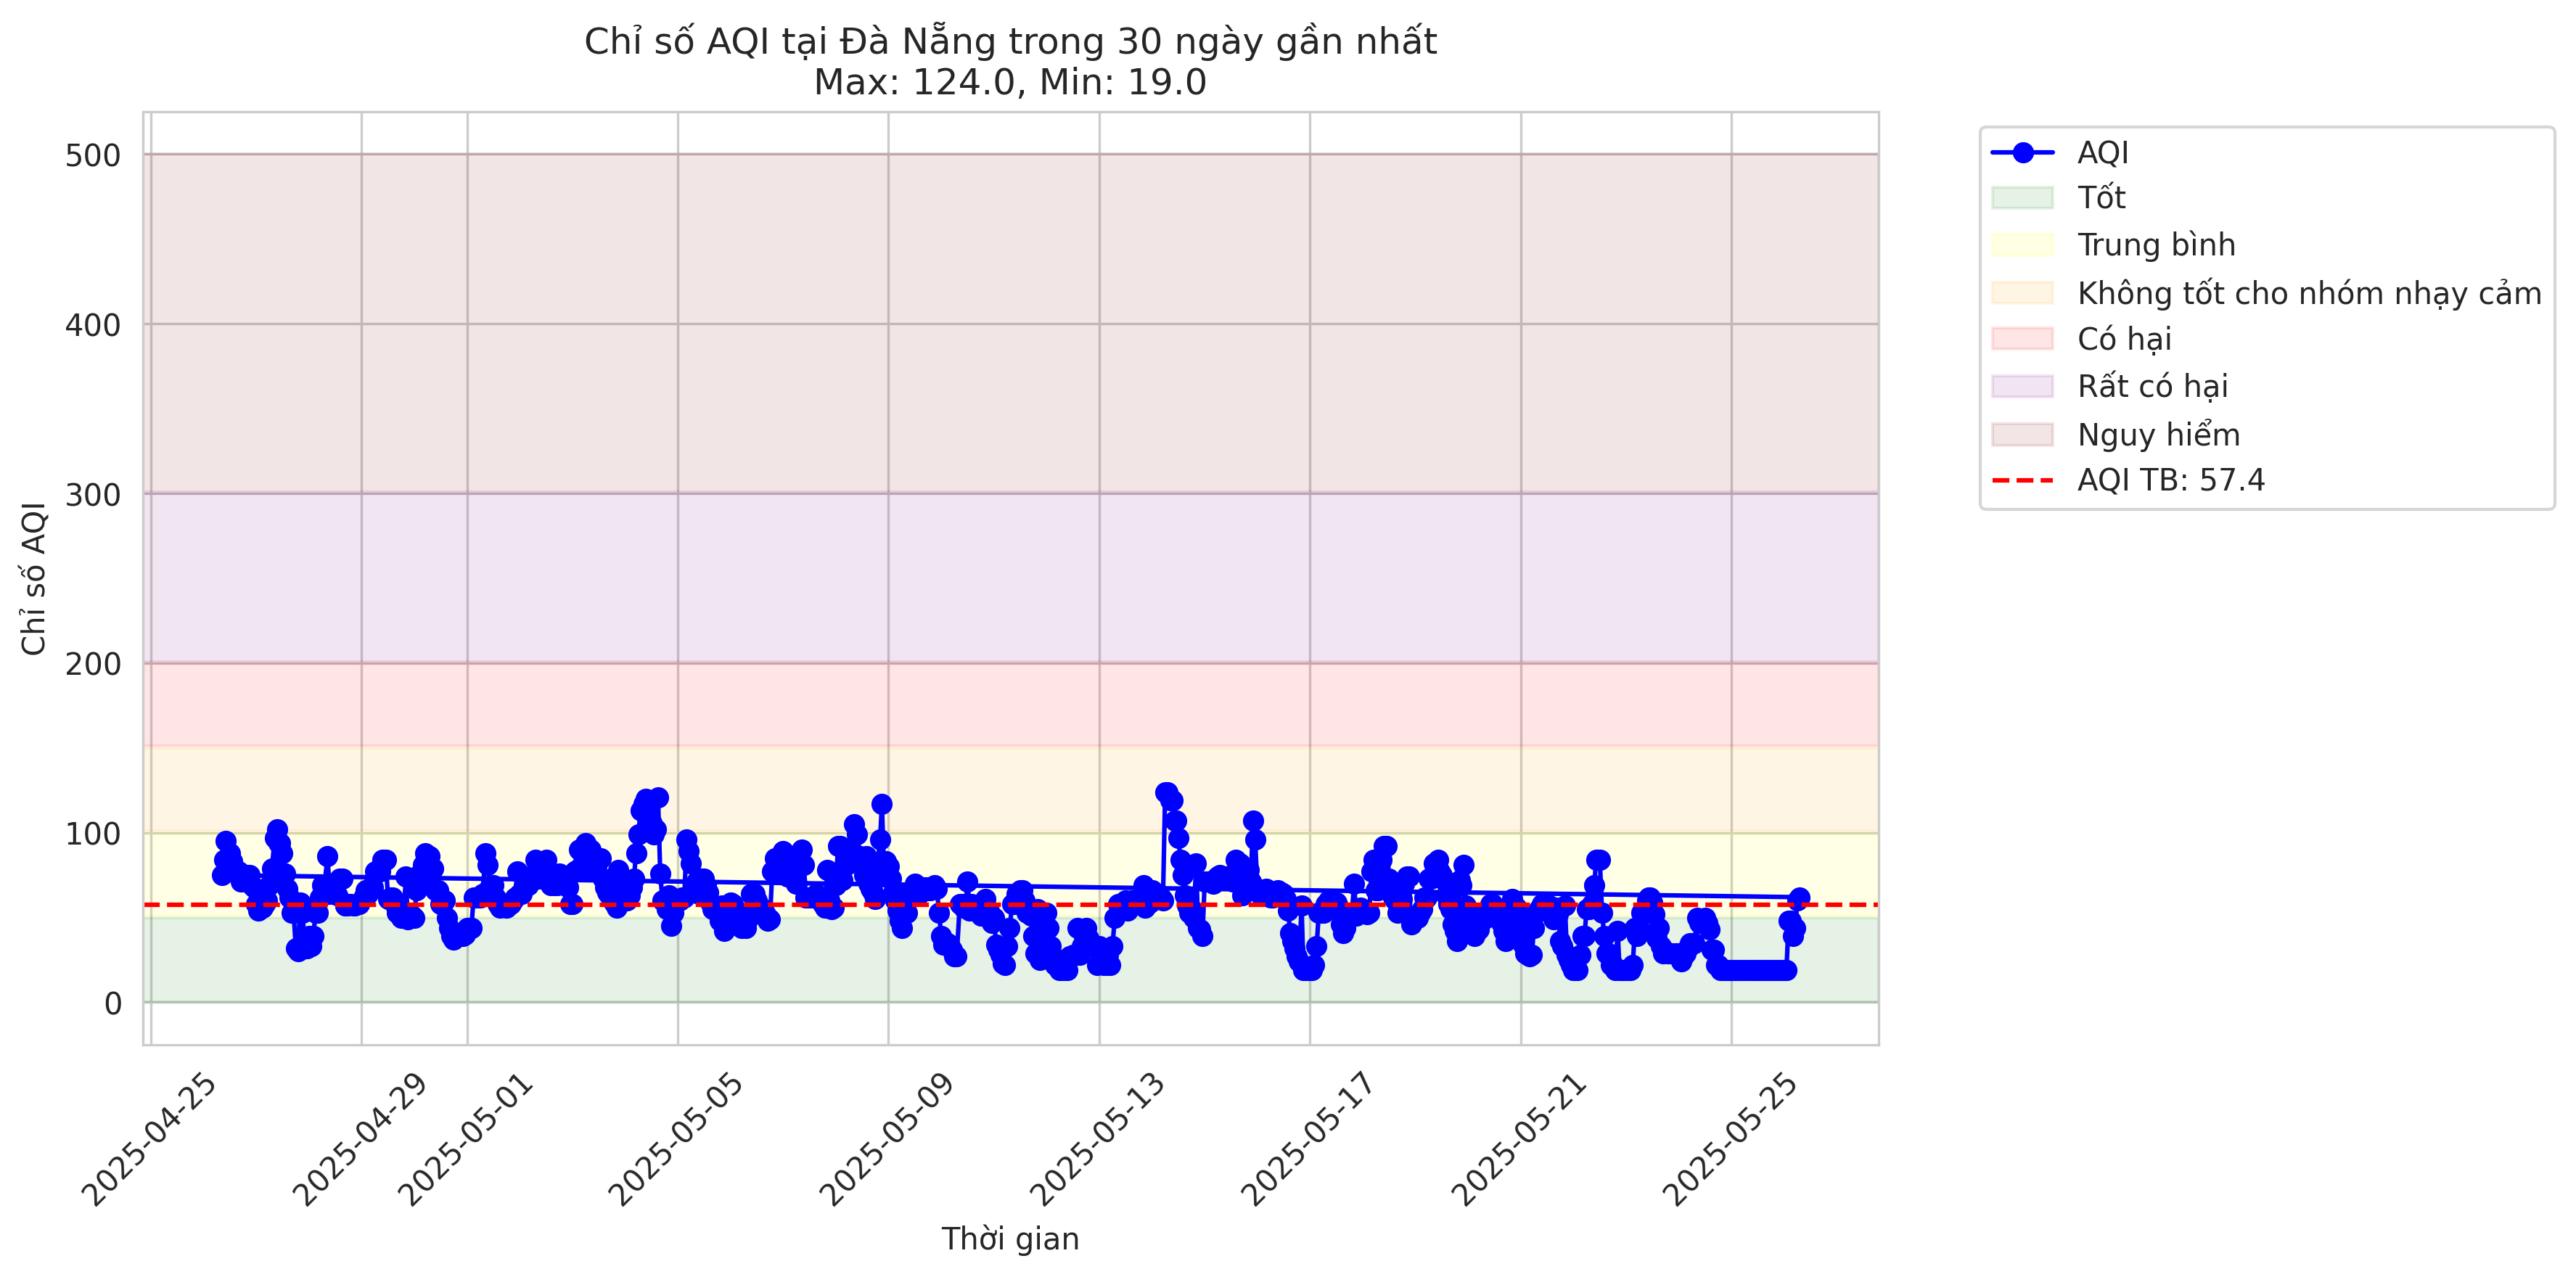 Chỉ số AQI tại Đà Nẵng trong 30 ngày gần nhất
Max: 124.0, Min: 19.0
Chỉ số AQI
500
400
300
200
100
0
2025-04-25
2025-04-29
2025-05-01
2025-05-05
2025-05-09
2025-05-13
2025-05-17
2025-05-21
2025-05-25
Thời gian
AQI
Tốt
Trung bình
Không tốt cho nhóm nhạy cảm
Có hại
Rất có hại
Nguy hiểm
AQI TB: 57.4